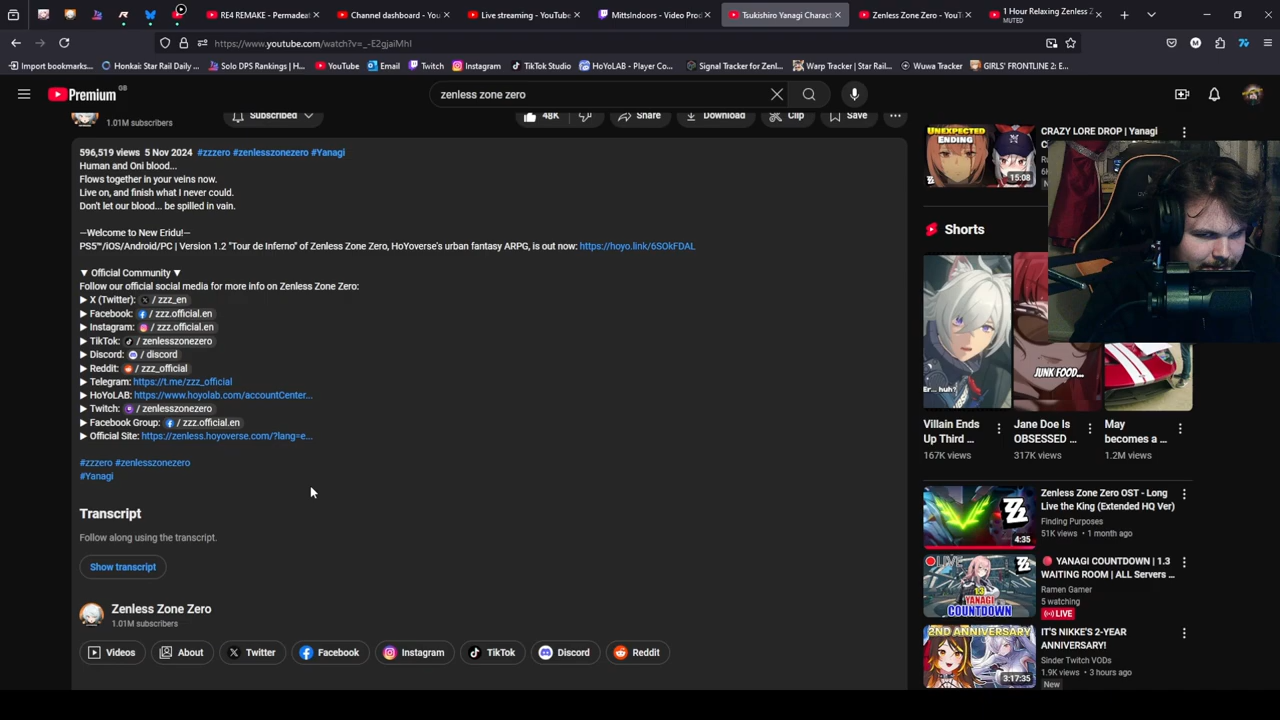 RE4 REMAKE - Permadeat
Channel dashboard - You
Live streaming - YouTube
MittsIndoors - Video Prod
Tsukishiro Yanagi Charact
Zenless Zone Zero - YouT
1 Hour Relaxing Zenless Z
MUTED
https://www.youtube.com/watch?v=_-E2gjaiMhI
Import bookmarks...
Honkai: Star Rail Daily ...
Solo DPS Rankings | H...
YouTube
Email
Twitch
Instagram
TikTok Studio
HoYoLAB - Player Co...
Signal Tracker for Zenl...
Warp Tracker | Star Rail...
Wuwa Tracker
GIRLS' FRONTLINE 2: E...
Premium GB
zenless zone zero
1.01M subscribers
Subscribed
48K
Share
Download
Clip
Save
596,519 views 5 Nov 2024 #zzzero #zenlesszonezero #Yanagi
Human and Oni blood...
Flows together in your veins now.
Live on, and finish what I never could.
Don't let our blood... be spilled in vain.
—Welcome to New Eridu!—
PS5™/iOS/Android/PC | Version 1.2 "Tour de Inferno" of Zenless Zone Zero, HoYoverse's urban fantasy ARPG, is out now: https://hoyo.link/6SOkFDAL
▼ Official Community ▼
Follow our official social media for more info on Zenless Zone Zero:
▶ X (Twitter): / zzz_en
▶ Facebook: / zzz.official.en
▶ Instagram: / zzz.official.en
▶ TikTok: / zenlesszonezero
▶ Discord: / discord
▶ Reddit: / zzz_official
▶ Telegram: https://t.me/zzz_official
▶ HoYoLAB: https://www.hoyolab.com/accountCenter...
▶ Twitch: / zenlesszonezero
▶ Facebook Group: / zzz.official.en
▶ Official Site: https://zenless.hoyoverse.com/?lang=e...
#zzzero #zenlesszonezero
#Yanagi
Transcript
Follow along using the transcript.
Show transcript
Zenless Zone Zero
1.01M subscribers
Videos
About
Twitter
Facebook
Instagram
TikTok
Discord
Reddit
UNEXPECTED
ENDING
15:08
CRAZY LORE DROP | Yanagi
Shorts
Err... huh?
JUNK FOOD...
Villain Ends
Up Third ...
167K views
Jane Doe Is
OBSESSED ...
317K views
May
becomes a ...
1.2M views
4:35
Zenless Zone Zero OST - Long
Live the King (Extended HQ Ver)
Finding Purposes
51K views • 1 month ago
LIVE
YANAGI
COUNTDOWN
YANAGI COUNTDOWN | 1.3
WAITING ROOM | ALL Servers ...
Ramen Gamer
5 watching
LIVE
2ND ANNIVERSARY
3:17:35
IT'S NIKKE'S 2-YEAR
ANNIVERSARY!
Sinder Twitch VODs
1.9K views • 3 hours ago
New